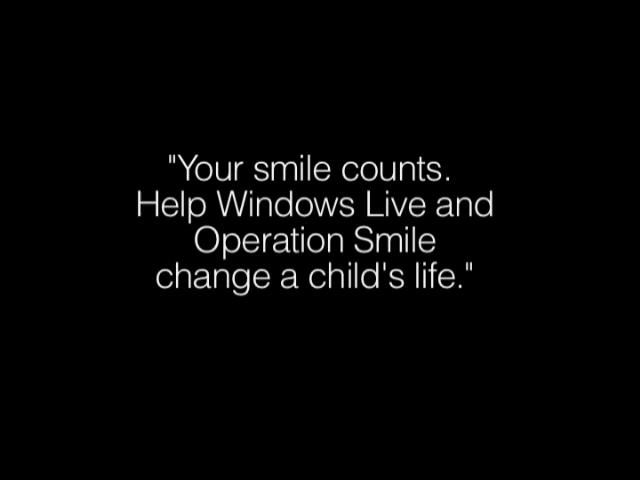 "Your smile counts.
Help Windows Live and
Operation Smile
change a child's life."